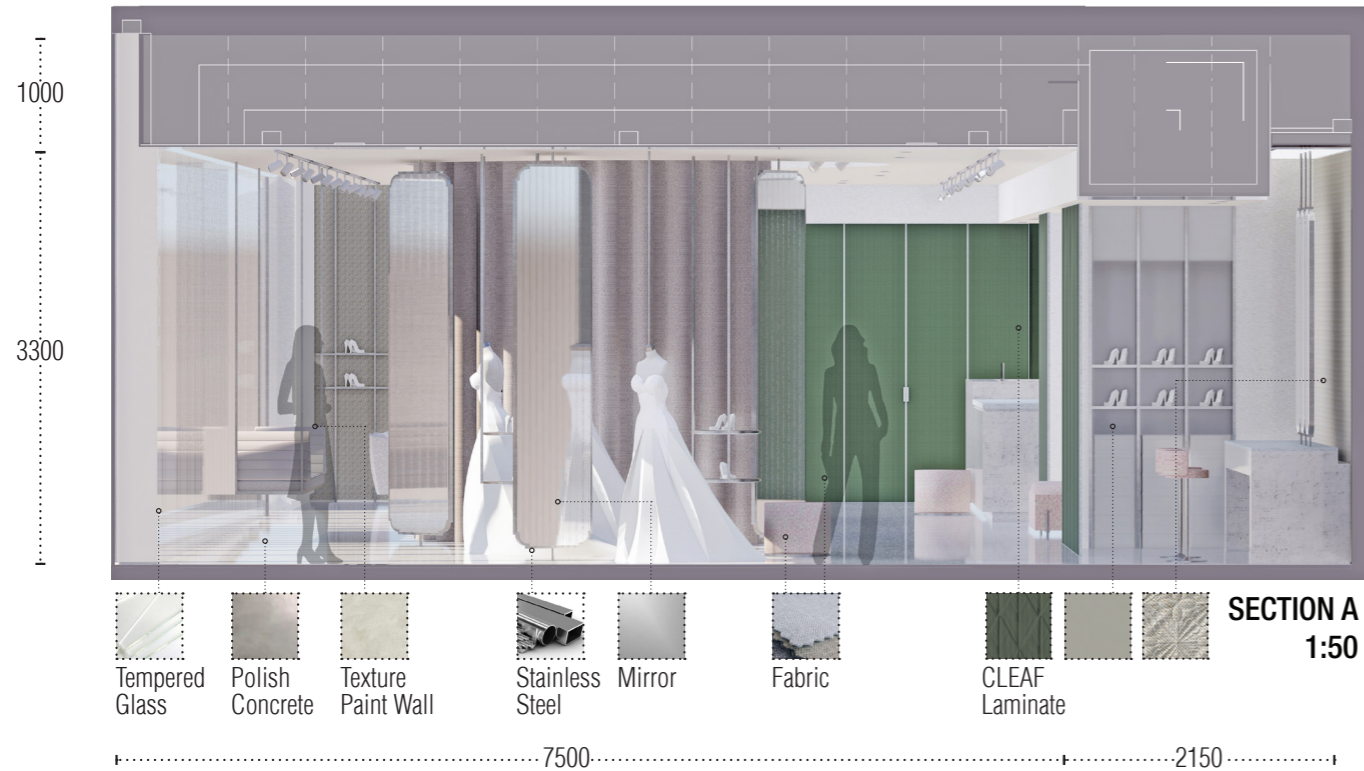 1000
3300
SECTION A
1:50
Tempered
Glass
Polish
Concrete
Texture
Paint Wall
Stainless
Steel
Mirror
Fabric
CLEAF
Laminate
7500
2150